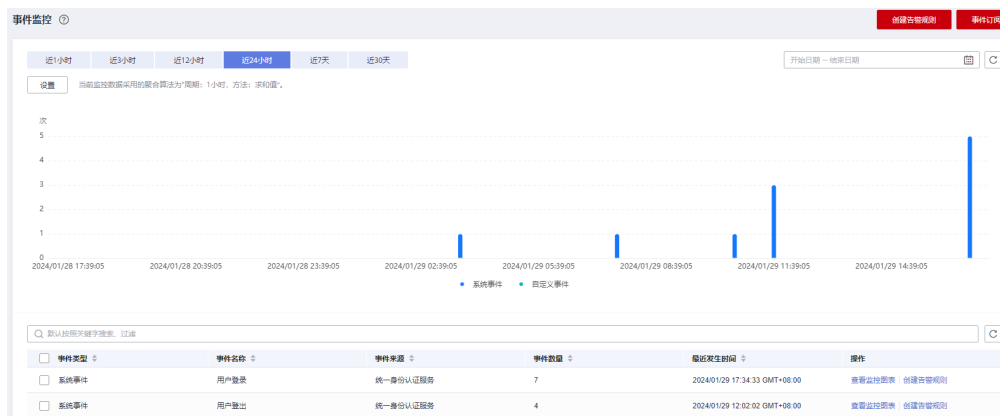 事件监控
创建告警规则 事件订阅
近1小时 近3小时 近12小时 近24小时 近7天 近30天
开始日期 – 结束日期
设置 当前监控数据采用的聚合算法为“周期：1小时，方法：求和值”。
次
5
4
3
2
1
0
2024/01/28 17:39:05 2024/01/28 20:39:05 2024/01/28 23:39:05 2024/01/29 02:39:05 2024/01/29 05:39:05 2024/01/29 08:39:05 2024/01/29 11:39:05 2024/01/29 14:39:05
系统事件 自定义事件
默认按照关键字搜索、过滤
事件类型 事件名称 事件来源 事件数量 最近发生时间 操作
系统事件 用户登录 统一身份认证服务 7 2024/01/29 17:34:33 GMT+08:00 查看监控图表 创建告警规则
系统事件 用户登出 统一身份认证服务 4 2024/01/29 12:02:02 GMT+08:00 查看监控图表 创建告警规则